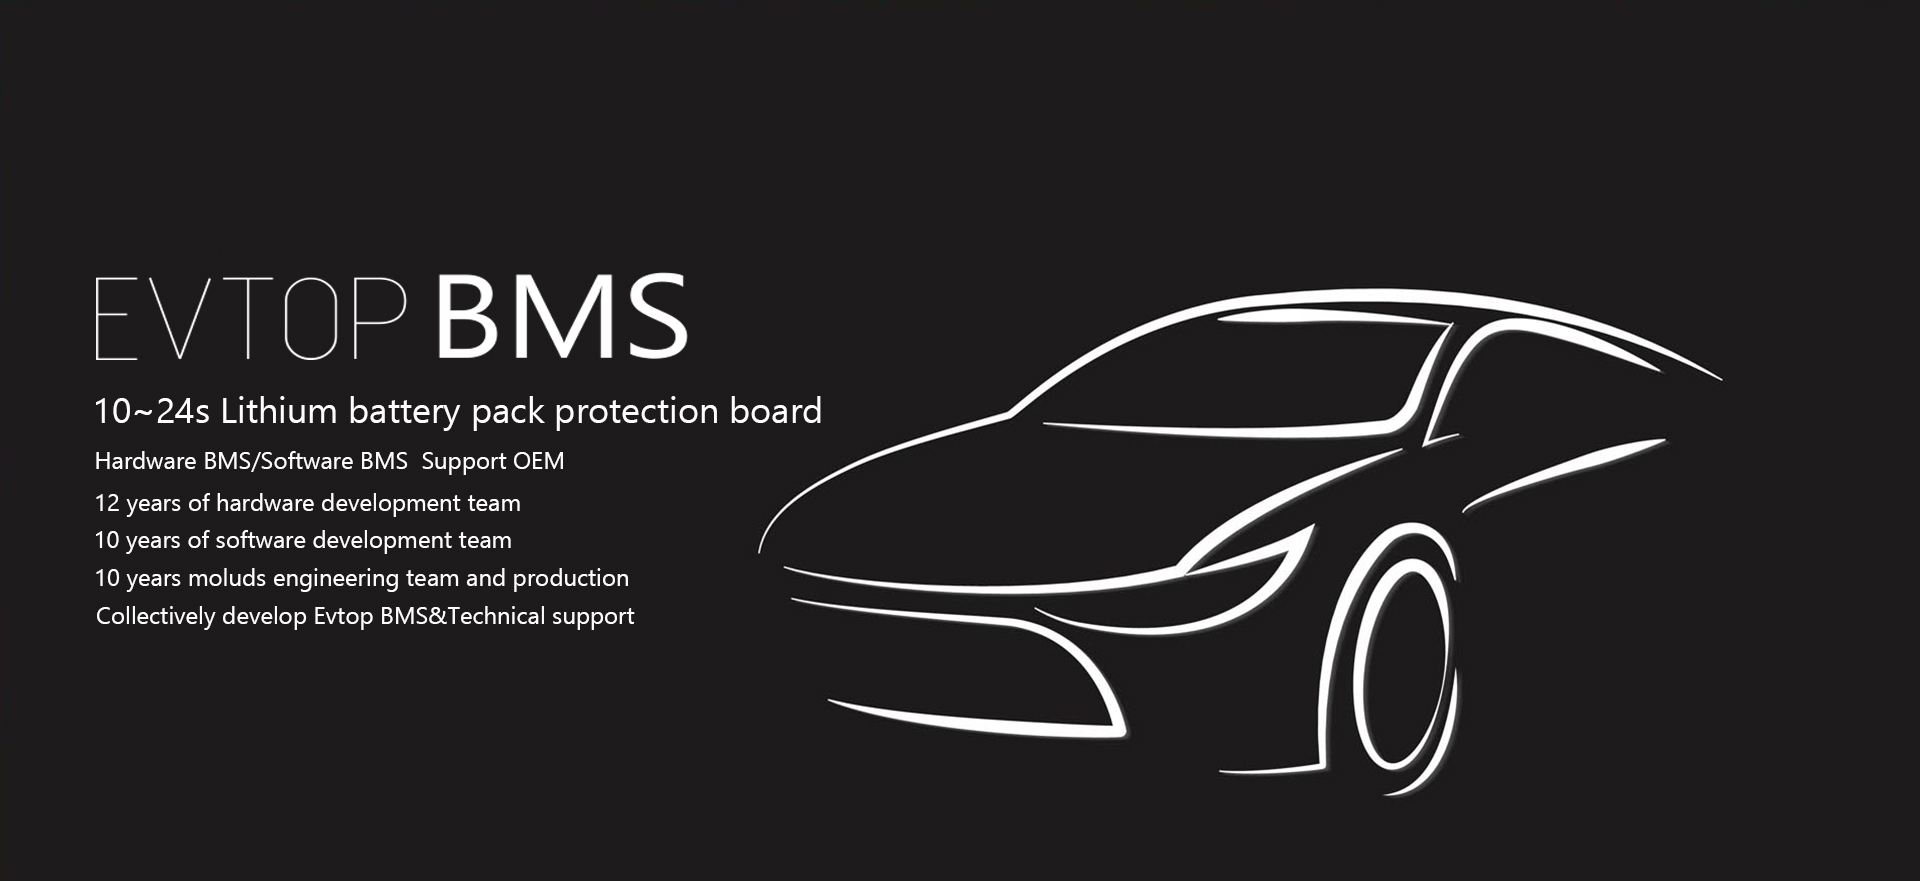 EVTOP BMS
10~24s Lithium battery pack protection board
Hardware BMS/Software BMS  Support OEM
12 years of hardware development team
10 years of software development team
10 years moluds engineering team and production
Collectively develop Evtop BMS&Technical support